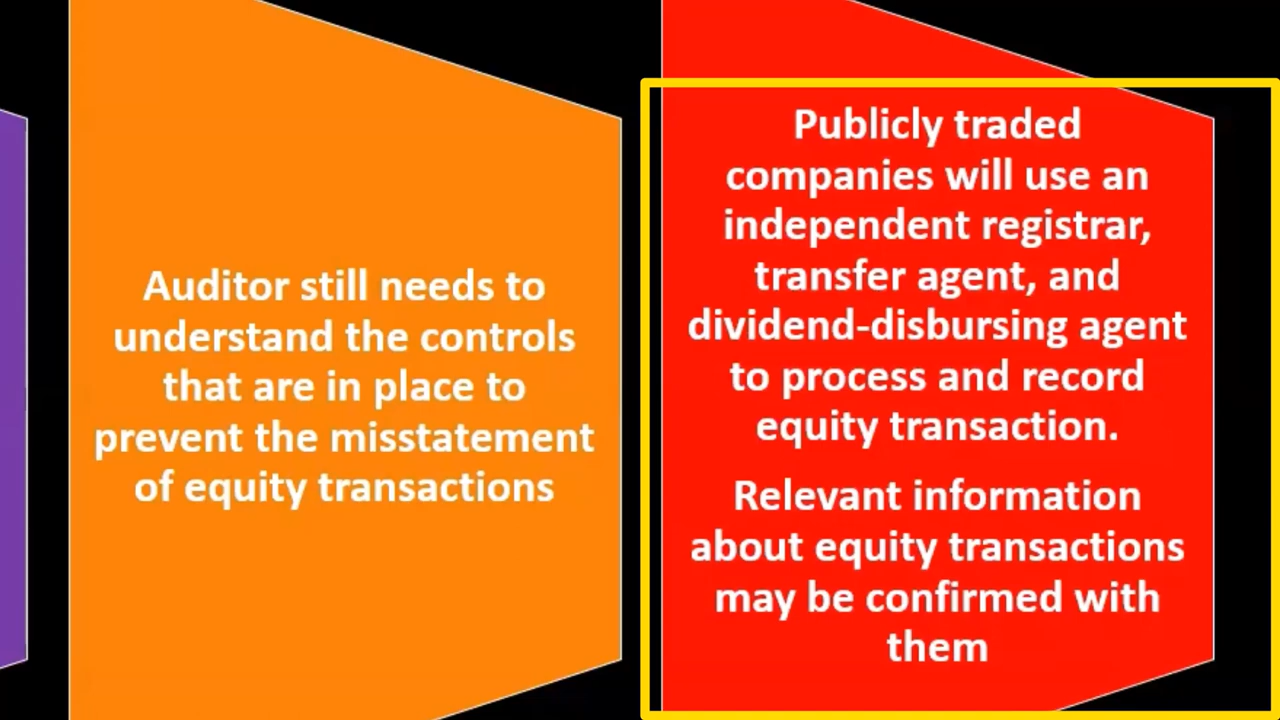 Auditor still needs to
understand the controls
that are in place to
prevent the misstatement
of equity transactions
Publicly traded
companies will use an
independent registrar,
transfer agent, and
dividend-disbursing agent
to process and record
equity transaction.
Relevant information
about equity transactions
may be confirmed with
them